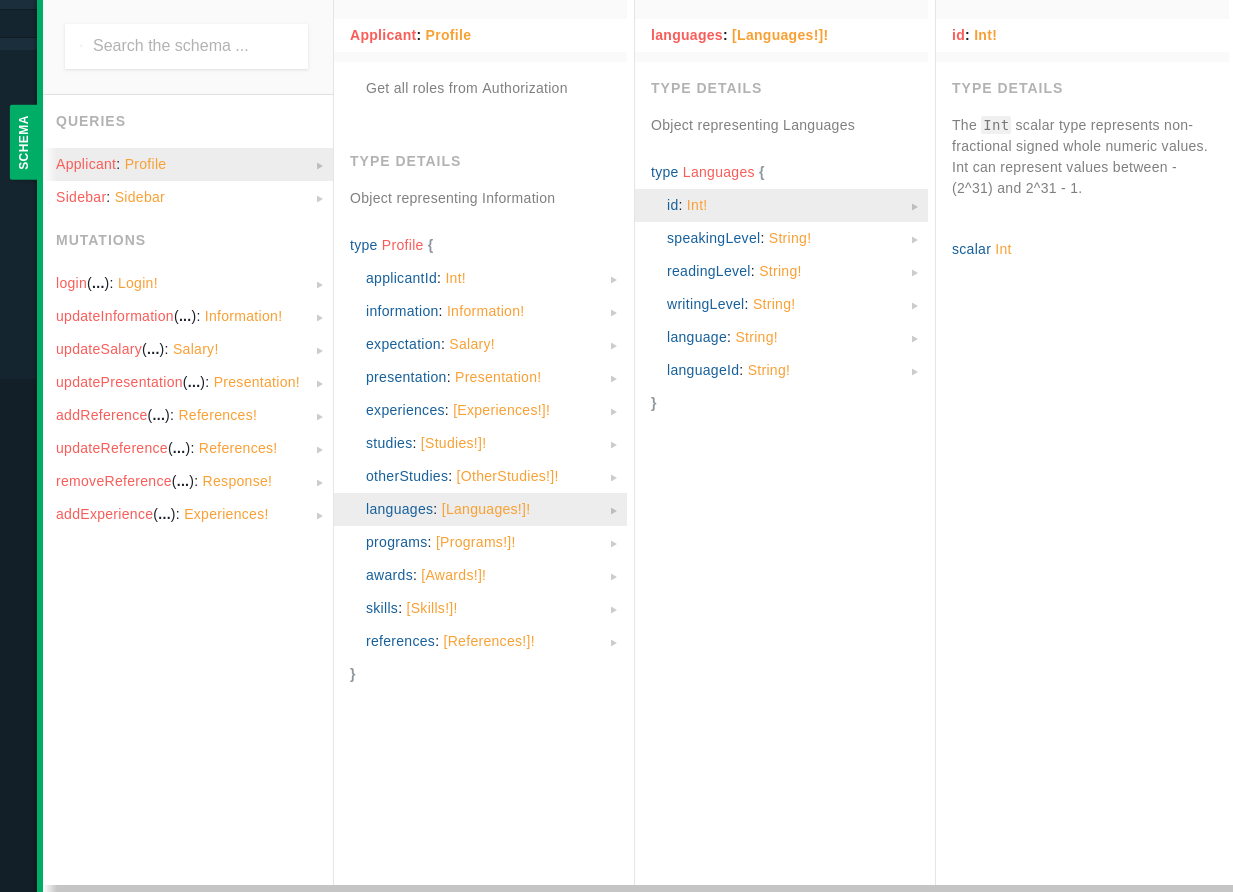 SCHEMA
Search the schema ...
QUERIES
Applicant: Profile
Sidebar: Sidebar
MUTATIONS
login(...): Login!
updateInformation(...): Information!
updateSalary(...): Salary!
updatePresentation(...): Presentation!
addReference(...): References!
updateReference(...): References!
removeReference(...): Response!
addExperience(...): Experiences!
Applicant: Profile
Get all roles from Authorization
TYPE DETAILS
Object representing Information
type Profile {
applicantId: Int!
information: Information!
expectation: Salary!
presentation: Presentation!
experiences: [Experiences!]!
studies: [Studies!]!
otherStudies: [OtherStudies!]!
languages: [Languages!]!
programs: [Programs!]!
awards: [Awards!]!
skills: [Skills!]!
references: [References!]!
}
languages: [Languages!]!
TYPE DETAILS
Object representing Languages
type Languages {
id: Int!
speakingLevel: String!
readingLevel: String!
writingLevel: String!
language: String!
languageId: String!
}
id: Int!
TYPE DETAILS
The Int scalar type represents non-
fractional signed whole numeric values.
Int can represent values between -
(2^31) and 2^31 - 1.
scalar Int